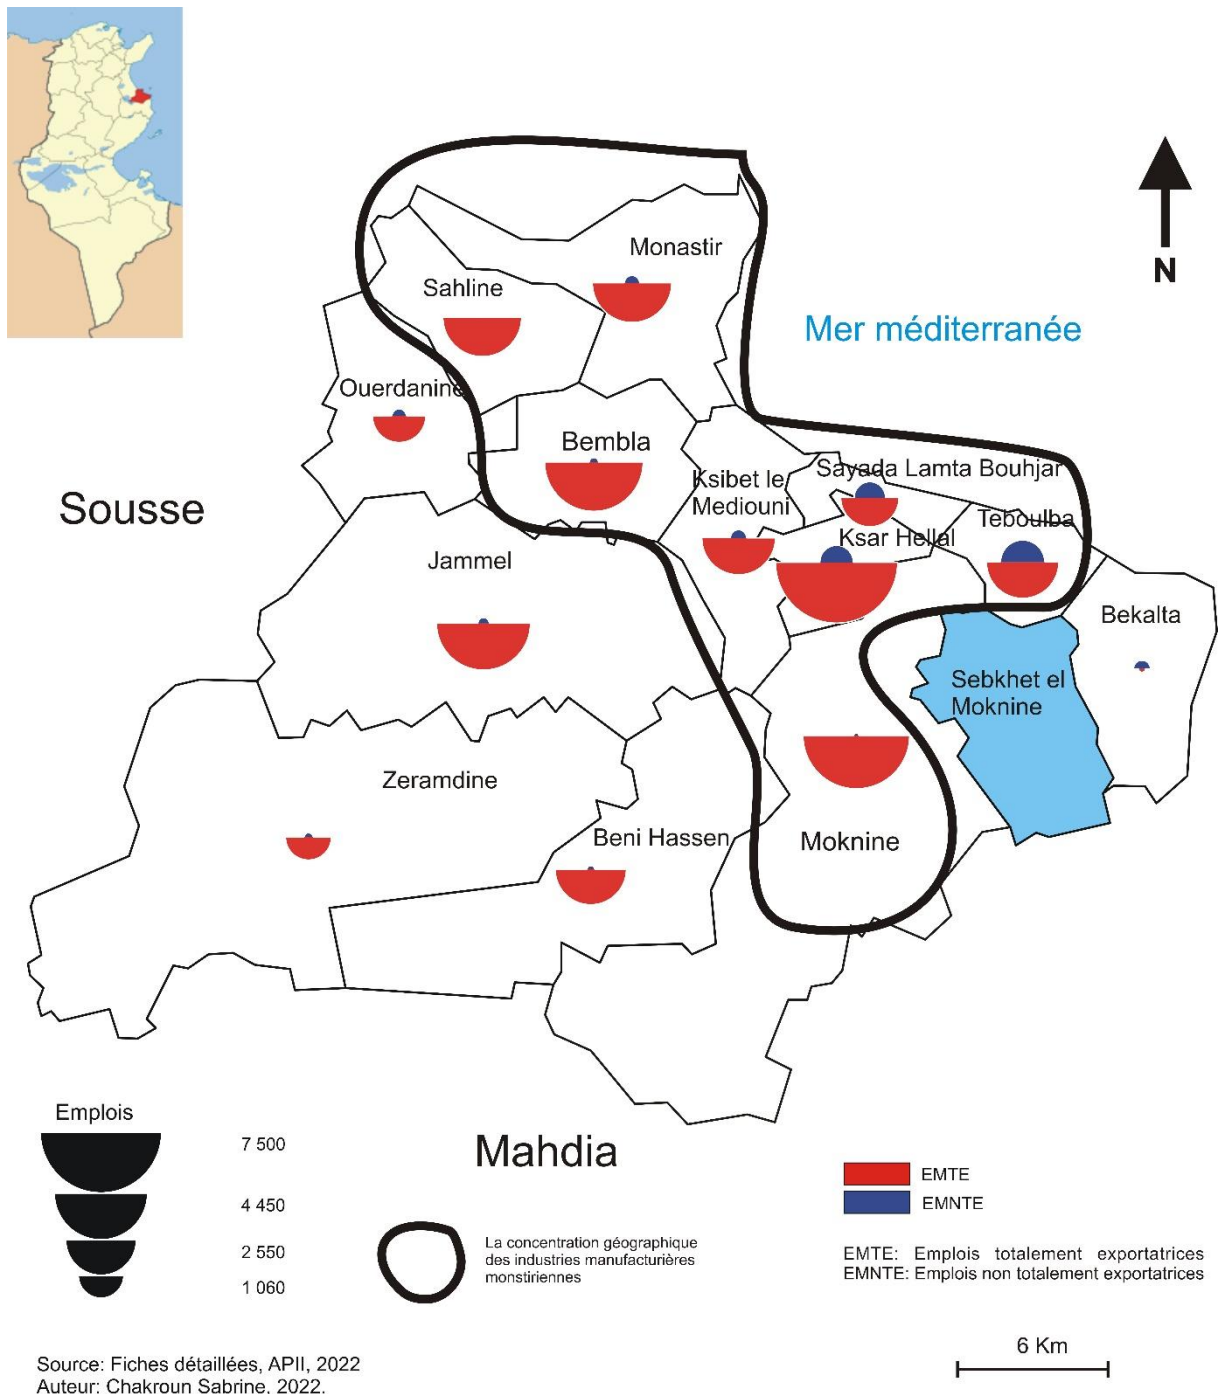 Monastir
N
Sahline
Mer méditerranée
Ouerdanine
Bembla
Sayada Lamta Bouhjar
Ksibet le
Mediouni
Sousse
Teboulba
Ksar Hellal
Jammel
Bekalta
Sebkhet el
Moknine
Zeramdine
Beni Hassen
Moknine
Emplois
7 500
4 450
2 550
1 060
Mahdia
La concentration géographique
des industries manufacturières
monstiriennes
EMTE
EMNTE
EMTE: Emplois totalement exportatrices
EMNTE: Emplois non totalement exportatrices
6 Km
Source: Fiches détaillées, APII, 2022
Auteur: Chakroun Sabrine, 2022.